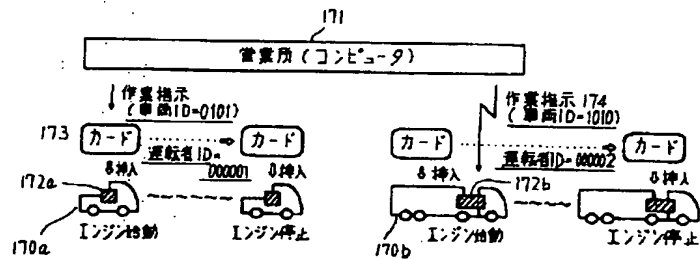 171
営業所(コンピュータ)
作業指示
(車両ID=0101)
173
カード
カード
運転者ID=
000001
⇩挿入
⇩挿入
172a
170a
エンジン始動
エンジン停止
作業指示 174
(車両ID=1010)
カード
カード
運転者ID=000002
⇩挿入
⇩挿入
172b
170b
エンジン始動
エンジン停止